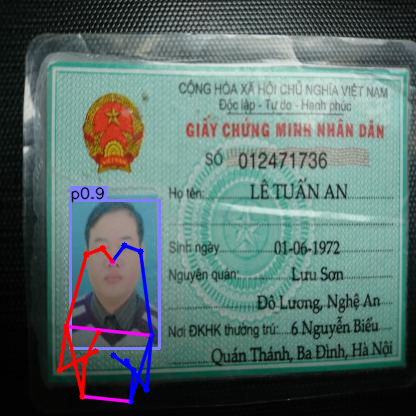 CỘNG HÒA XÃ HỘI CHỦ NGHĨA VIỆT NAM
Độc lập - Tự do - Hạnh phúc
GIẤY CHỨNG MINH NHÂN DÂN
SỐ 012471736
p0.9
Họ tên: LÊ TUẤN AN
Sinh ngày 01-06-1972
Nguyên quán: Lưu Sơn
Đô Lương, Nghệ An
Nơi ĐKHK thường trú: 6 Nguyễn Biểu
Quán Thánh, Ba Đình, Hà Nội